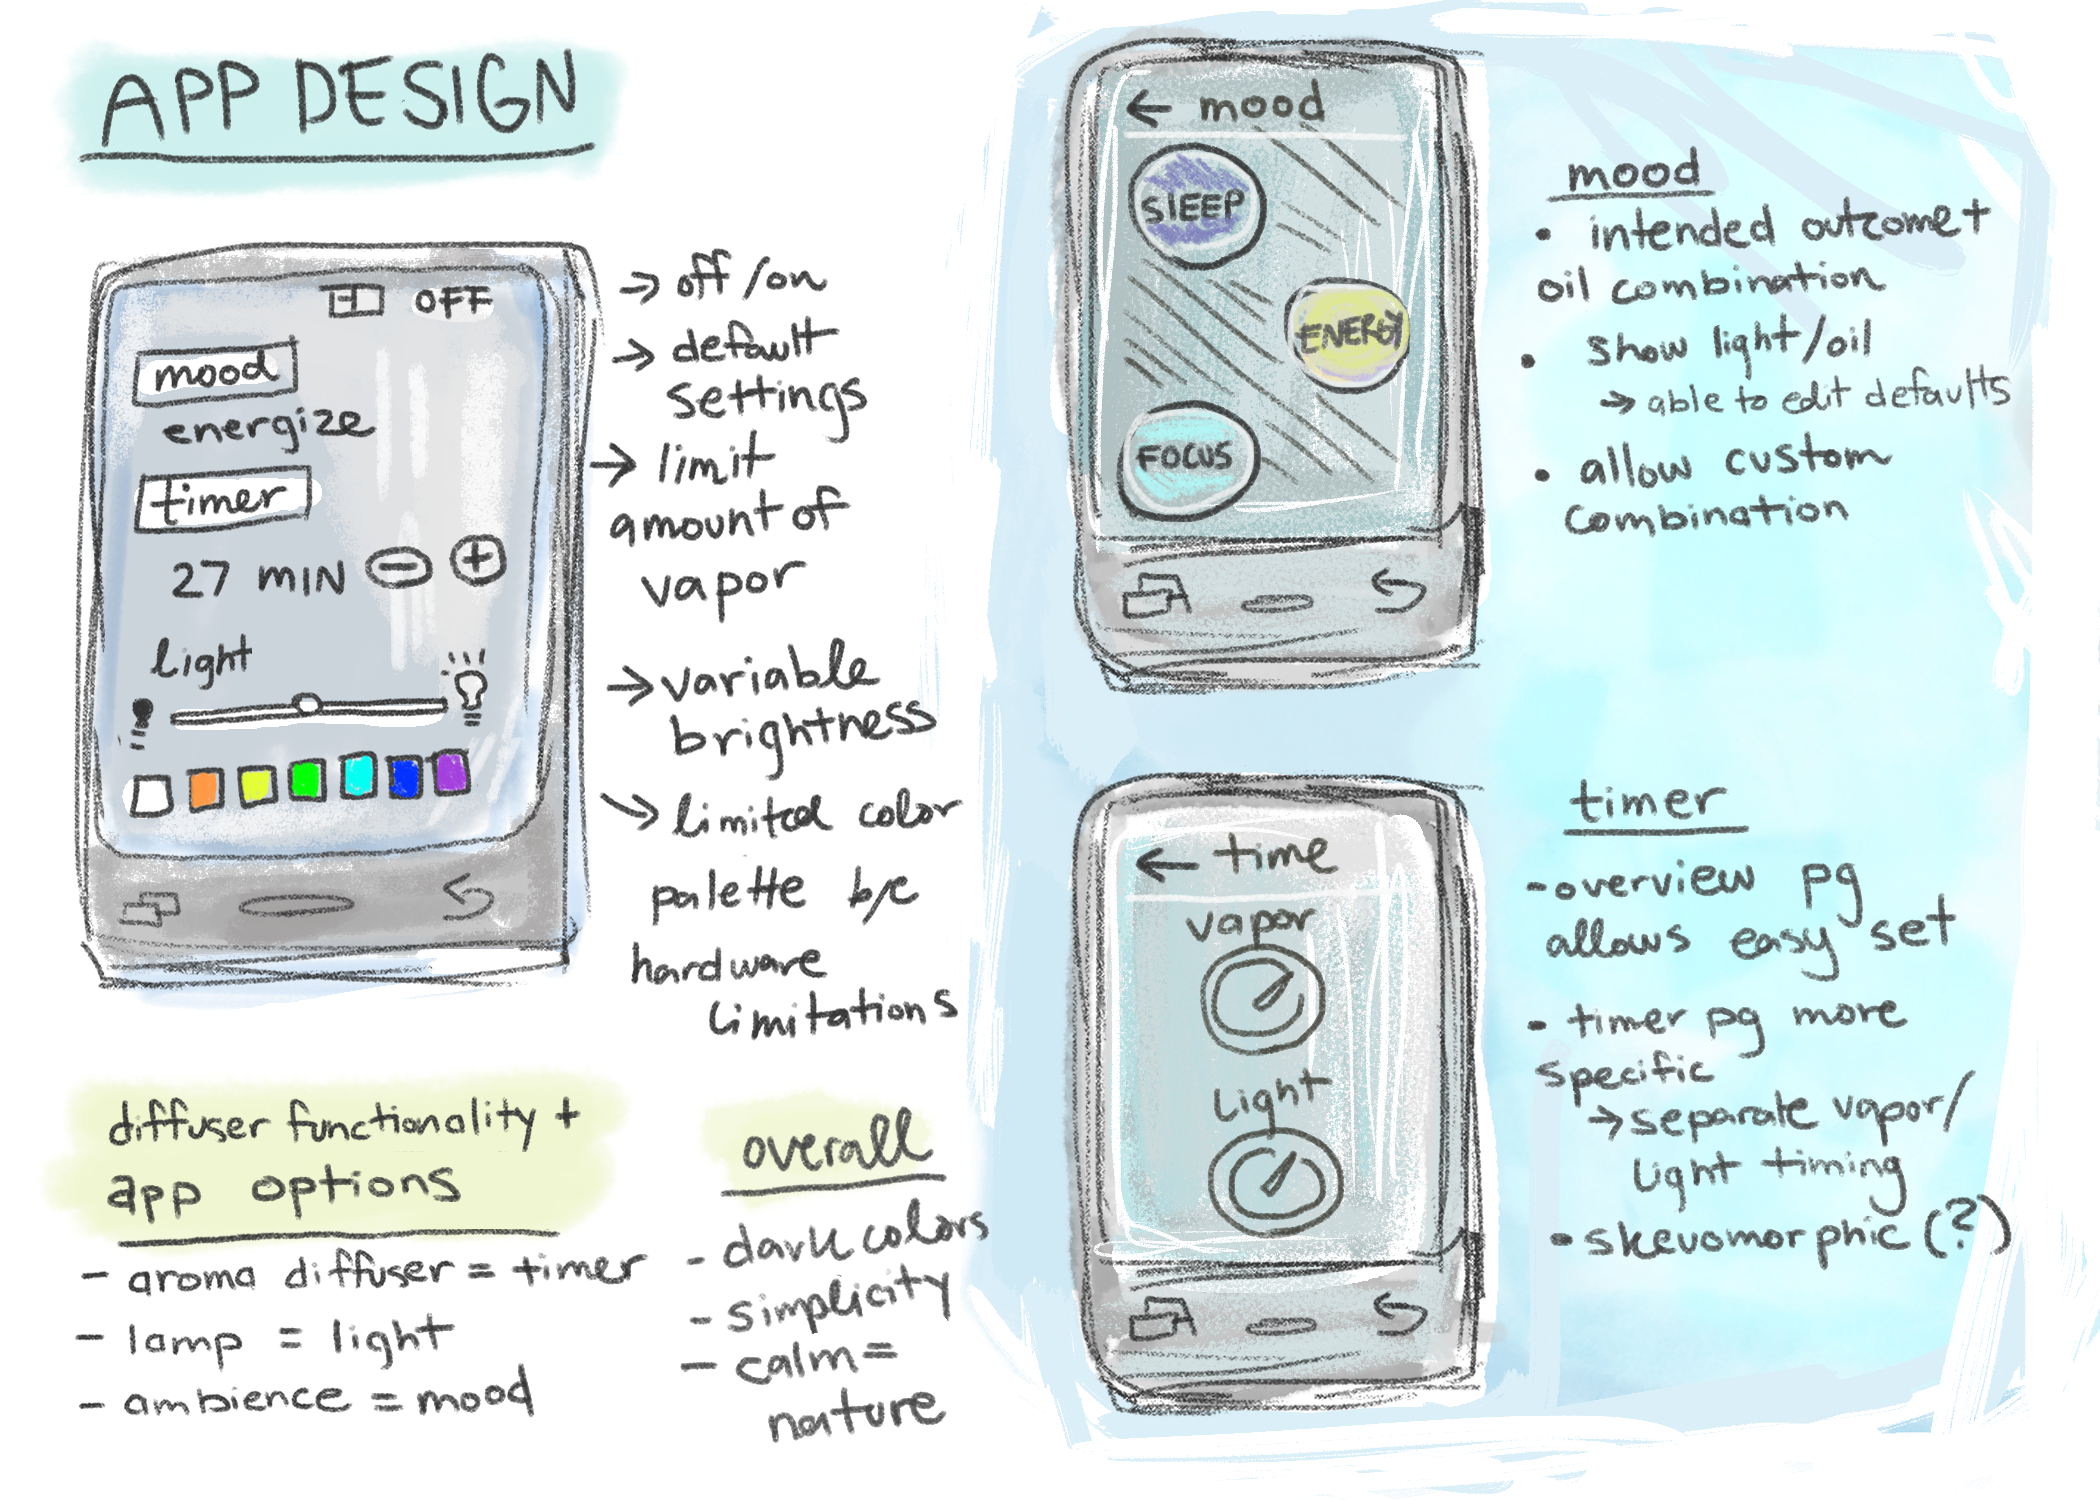 APP DESIGN
OFF
mood
energize
timer
27 MIN - +
light
→ off/on
→ default
settings
→ limit
amount of
vapor
→ variable
brightness
→ limited color
palette b/c
hardware
limitations
diffuser functionality +
app options
- aroma diffuser = timer
- lamp = light
- ambience = mood
overall
- dark colors
- simplicity
- calm =
nature
← mood
SLEEP
ENERGY
FOCUS
mood
• intended outcome +
oil combination
• show light/oil
→ able to edit defaults
• allow custom
combination
← time
vapor
light
timer
- overview pg
allows easy set
• timer pg more
specific
→ separate vapor/
light timing
• skevomorphic (?)